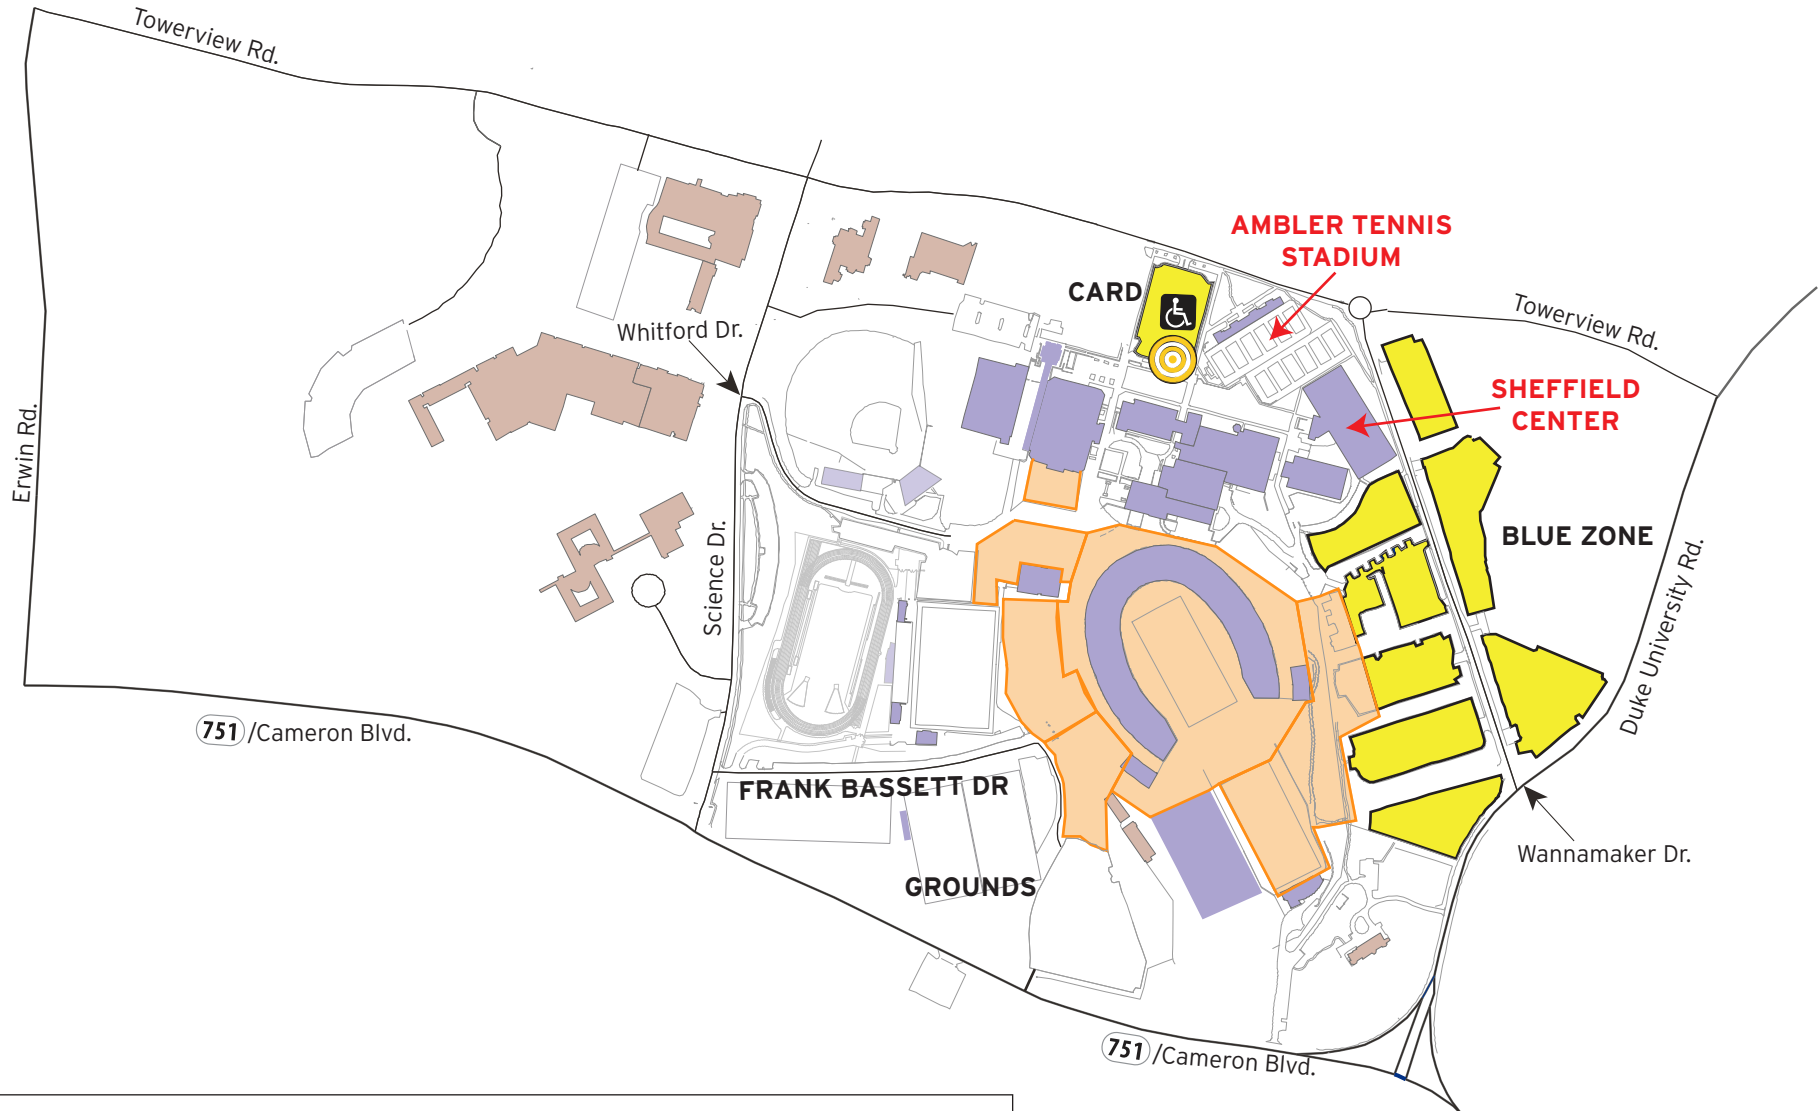 Towerview Rd.
AMBLER TENNIS
STADIUM
CARD
Whitford Dr.
Towerview Rd.
SHEFFIELD
CENTER
Erwin Rd.
BLUE ZONE
Science Dr.
Duke University Rd.
751 /Cameron Blvd.
FRANK BASSETT DR
Wannamaker Dr.
GROUNDS
751 /Cameron Blvd.